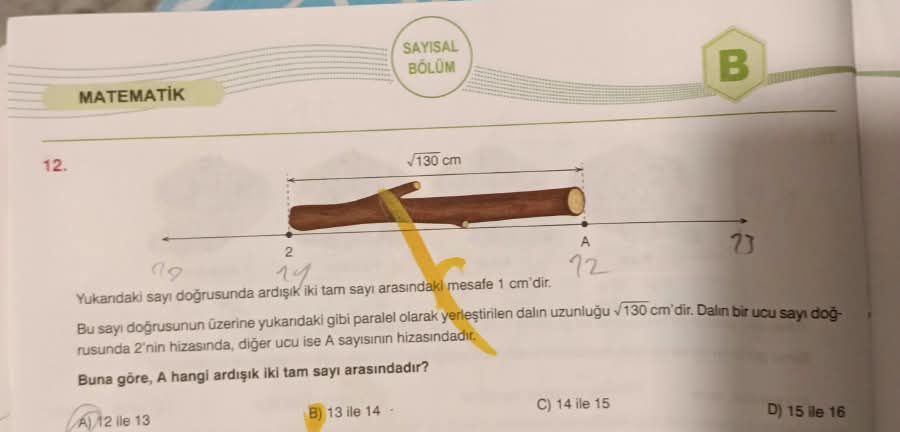 SAYISAL
BÖLÜM
B
MATEMATİK
12.
√130 cm
2
A
12
Yukarıdaki sayı doğrusunda ardışık iki tam sayı arasındaki mesafe 1 cm'dir.
Bu sayı doğrusunun üzerine yukarıdaki gibi paralel olarak yerleştirilen dalın uzunluğu √130 cm'dir. Dalın bir ucu sayı doğ-
rusunda 2'nin hizasında, diğer ucu ise A sayısının hizasındadır.
Buna göre, A hangi ardışık iki tam sayı arasındadır?
A) 12 ile 13
B) 13 ile 14
C) 14 ile 15
D) 15 ile 16